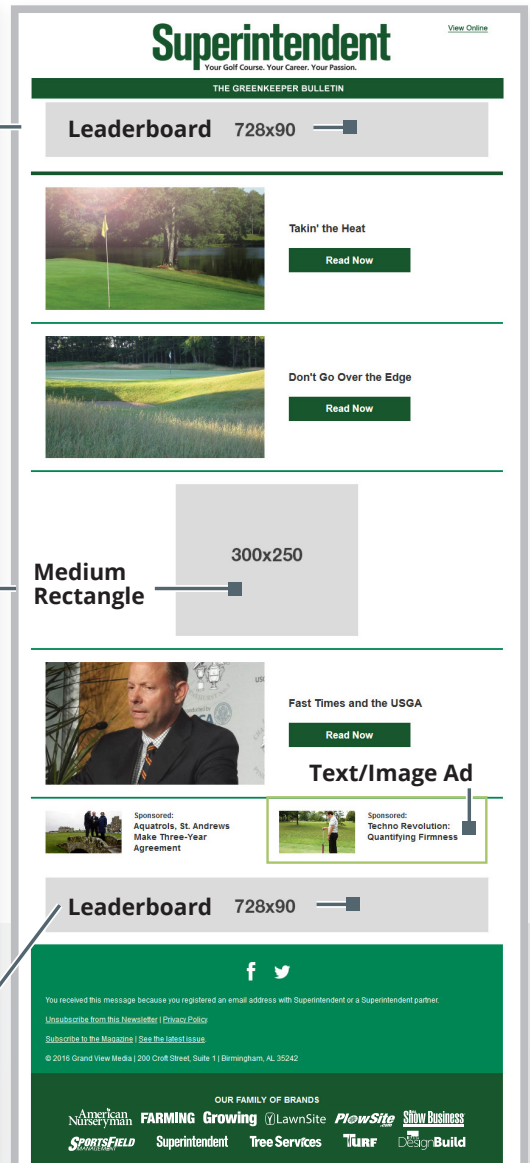 View Online
Superintendent
Your Golf Course. Your Career. Your Passion.
THE GREENKEEPER BULLETIN
Leaderboard 728x90
Takin' the Heat
Read Now
Don't Go Over the Edge
Read Now
300x250
Medium
Rectangle
Fast Times and the USGA
Read Now
Text/Image Ad
Sponsored:
Aquatrols, St. Andrews
Make Three-Year
Agreement
Sponsored:
Techno Revolution:
Quantifying Firmness
Leaderboard 728x90
You received this message because you registered an email address with Superintendent or a Superintendent partner.
Unsubscribe from this Newsletter | Privacy Policy
Subscribe to the Magazine | See the latest issue.
© 2016 Grand View Media | 200 Croft Street, Suite 1 | Birmingham, AL 35242
OUR FAMILY OF BRANDS
American Nurseryman FARMING Growing LawnSite PlowSite Snow Business
SPORTSFIELD MANAGEMENT Superintendent Tree Services TURF DesignBuild